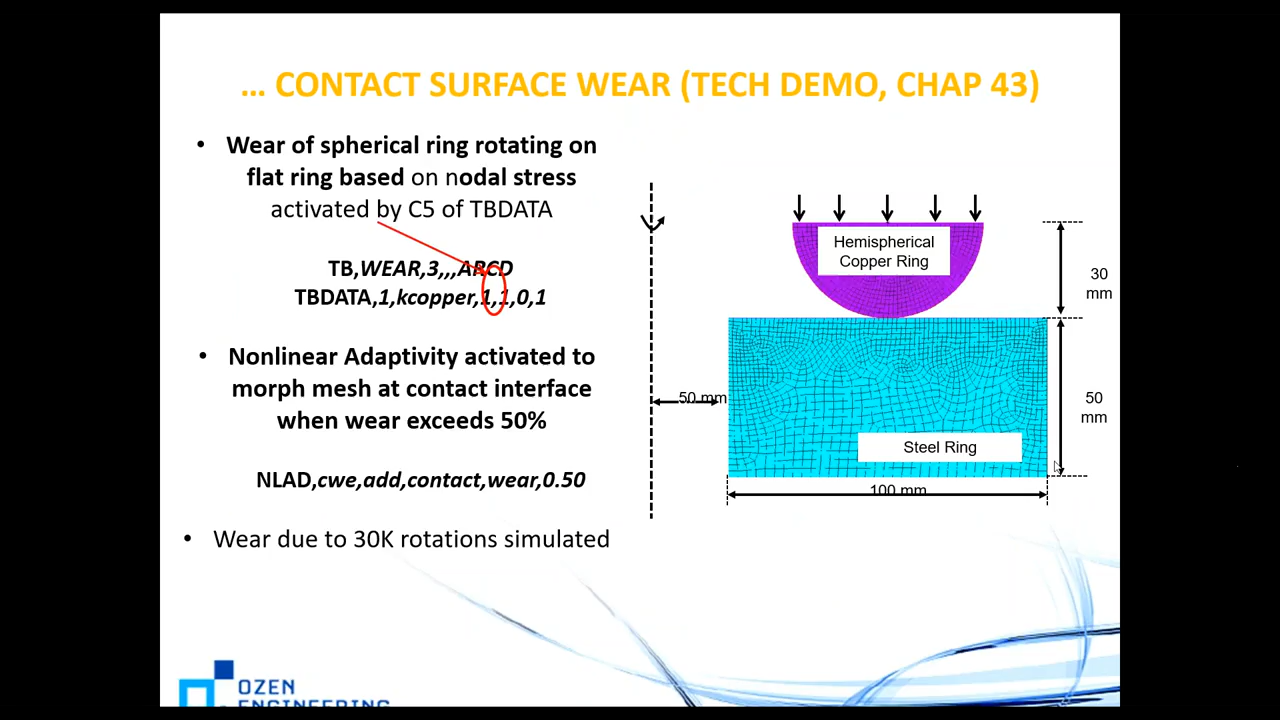 ... CONTACT SURFACE WEAR (TECH DEMO, CHAP 43)
• Wear of spherical ring rotating on
flat ring based on nodal stress
activated by C5 of TBDATA
TB,WEAR,3,,,ARCD
TBDATA,1,kcopper,1,1,0,1
• Nonlinear Adaptivity activated to
morph mesh at contact interface
when wear exceeds 50%
NLAD,cwe,add,contact,wear,0.50
• Wear due to 30K rotations simulated
Hemispherical
Copper Ring
30
mm
50 mm
50
mm
Steel Ring
100 mm
OZEN
ENGINEERING